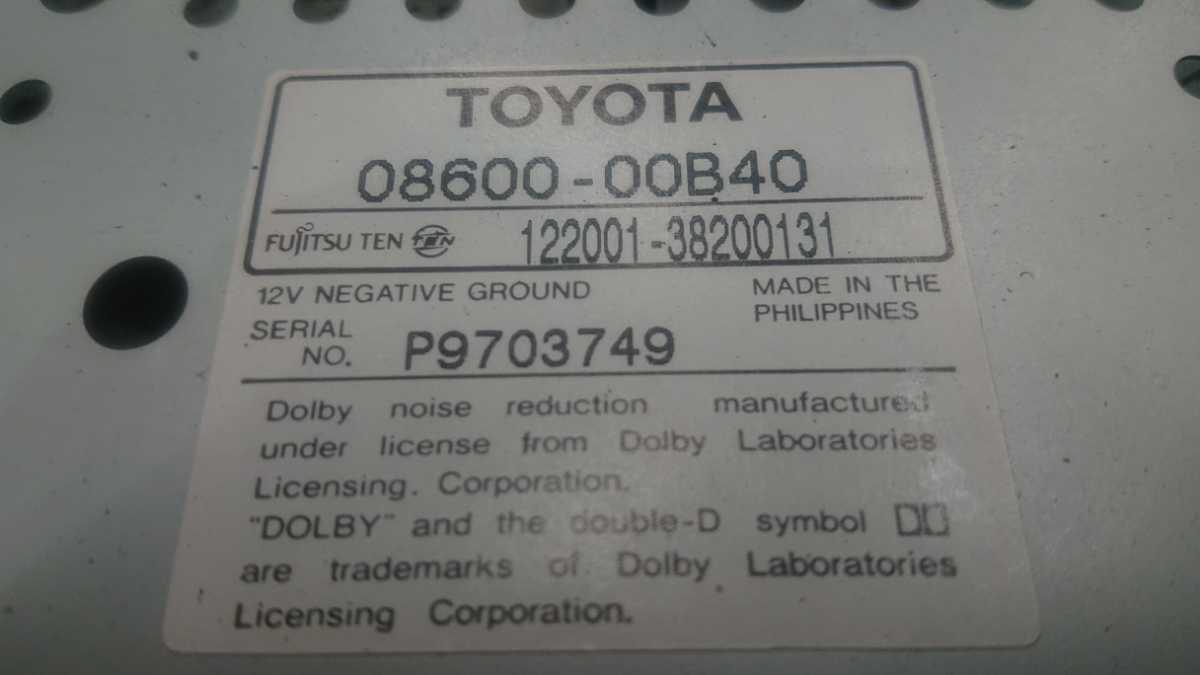 TOYOTA
08600-00B40
FUJITSU TEN TEN 122001-38200131
12V NEGATIVE GROUND MADE IN THE
PHILIPPINES
SERIAL
NO. P9703749
Dolby noise reduction manufactured
under license from Dolby Laboratories
Licensing. Corporation.
"DOLBY" and the double-D symbol
are trademarks of Dolby Laboratories
Licensing Corporation.